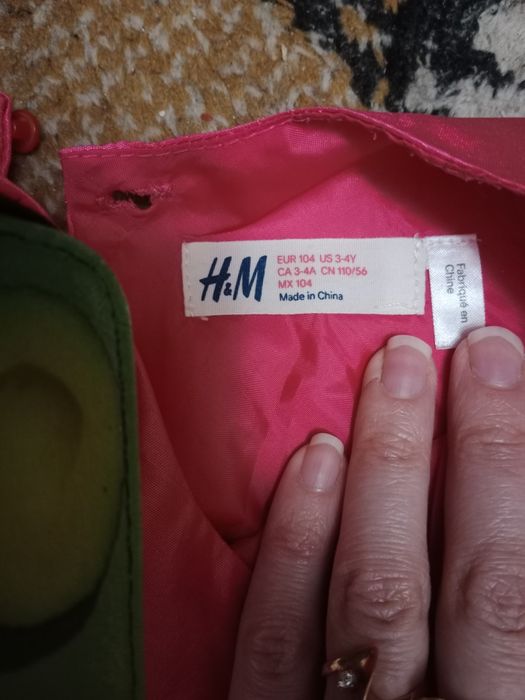 H&M
EUR 104 US 3-4Y
CA 3-4A CN 110/56
MX 104
Made in China
Fabriqué en
Chine